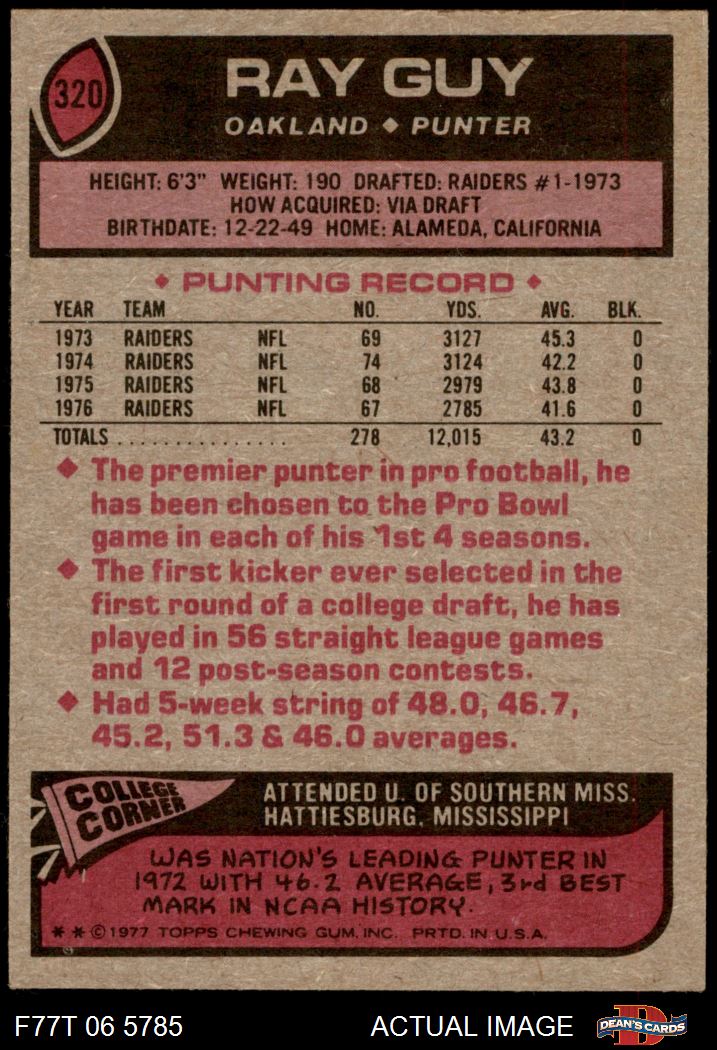 320
RAY GUY
OAKLAND ◆ PUNTER
HEIGHT: 6'3" WEIGHT: 190 DRAFTED: RAIDERS #1-1973
HOW ACQUIRED: VIA DRAFT
BIRTHDATE: 12-22-49 HOME: ALAMEDA, CALIFORNIA
◆ PUNTING RECORD ◆
YEAR TEAM NO. YDS. AVG. BLK.
1973 RAIDERS NFL 69 3127 45.3 0
1974 RAIDERS NFL 74 3124 42.2 0
1975 RAIDERS NFL 68 2979 43.8 0
1976 RAIDERS NFL 67 2785 41.6 0
TOTALS . . . . . . . . . . . . . . . . 278 12,015 43.2 0
◆ The premier punter in pro football, he
has been chosen to the Pro Bowl
game in each of his 1st 4 seasons.
◆ The first kicker ever selected in the
first round of a college draft, he has
played in 56 straight league games
and 12 post-season contests.
◆ Had 5-week string of 48.0, 46.7,
45.2, 51.3 & 46.0 averages.
COLLEGE
CORNER
ATTENDED U. OF SOUTHERN MISS.
HATTIESBURG, MISSISSIPPI
WAS NATION'S LEADING PUNTER IN
1972 WITH 46.2 AVERAGE, 3rd BEST
MARK IN NCAA HISTORY.
* * © 1977 TOPPS CHEWING GUM, INC. PRTD. IN U.S.A.
F77T 06 5785 ACTUAL IMAGE
D
DEAN'S CARDS